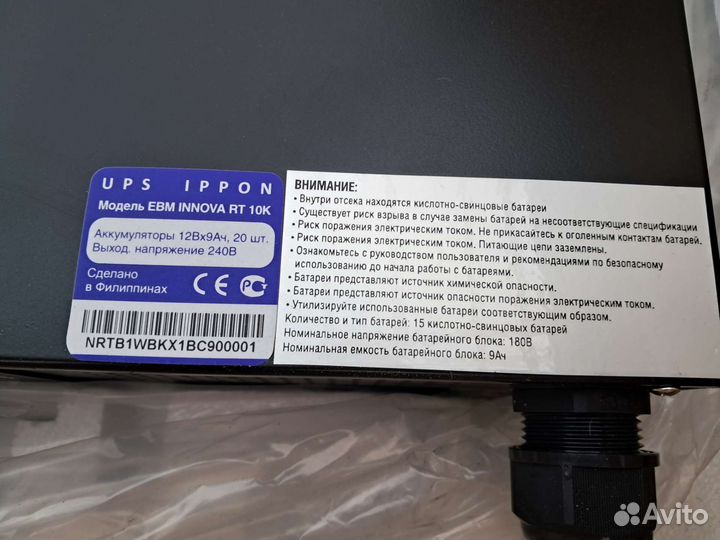 UPS IPPON
Модель EBM INNOVA RT 10K
Аккумуляторы 12Вх9Ач, 20 шт.
Выход. напряжение 240В
Сделано
в Филиппинах
CE PC
NRTB1WBKX1BC900001
ВНИМАНИЕ:
• Внутри отсека находятся кислотно-свинцовые батареи
• Существует риск взрыва в случае замены батарей на несоответствующие спецификации
• Риск поражения электрическим током. Не прикасайтесь к оголенным контактам батарей.
• Риск поражения электрическим током. Питающие цепи заземлены.
• Ознакомьтесь с руководством пользователя и рекомендациями по безопасному
использованию до начала работы с батареями.
• Батареи представляют источник химической опасности.
• Батареи представляют источник опасности поражения электрическим током.
• Утилизируйте использованные батареи соответствующим образом.
Количество и тип батарей: 15 кислотно-свинцовых батарей
Номинальное напряжение батарейного блока: 180В
Номинальная емкость батарейного блока: 9Ач
Avito